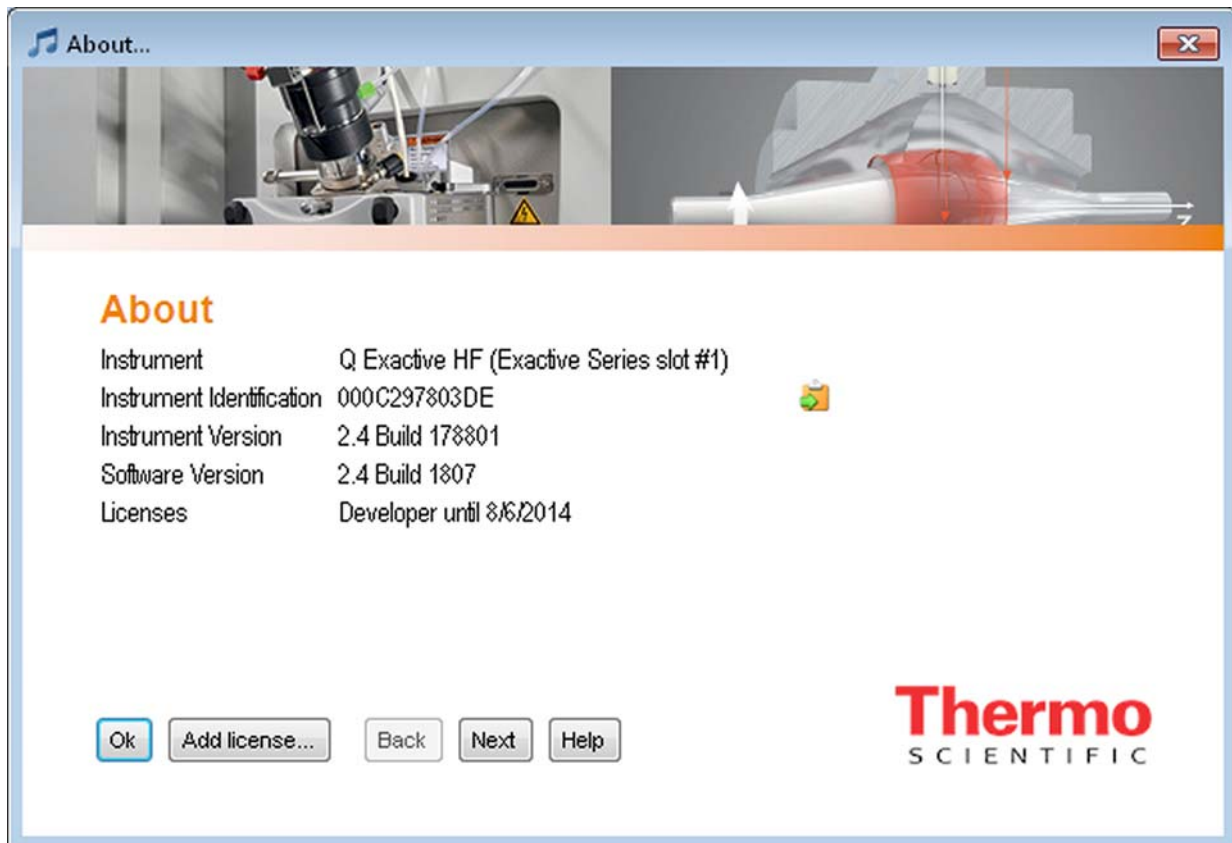 About...
Z
About
Instrument Q Exactive HF (Exactive Series slot #1)
Instrument Identification 000C297803DE
Instrument Version 2.4 Build 178801
Software Version 2.4 Build 1807
Licenses Developer until 8/6/2014
Ok Add license... Back Next Help
Thermo
SCIENTIFIC